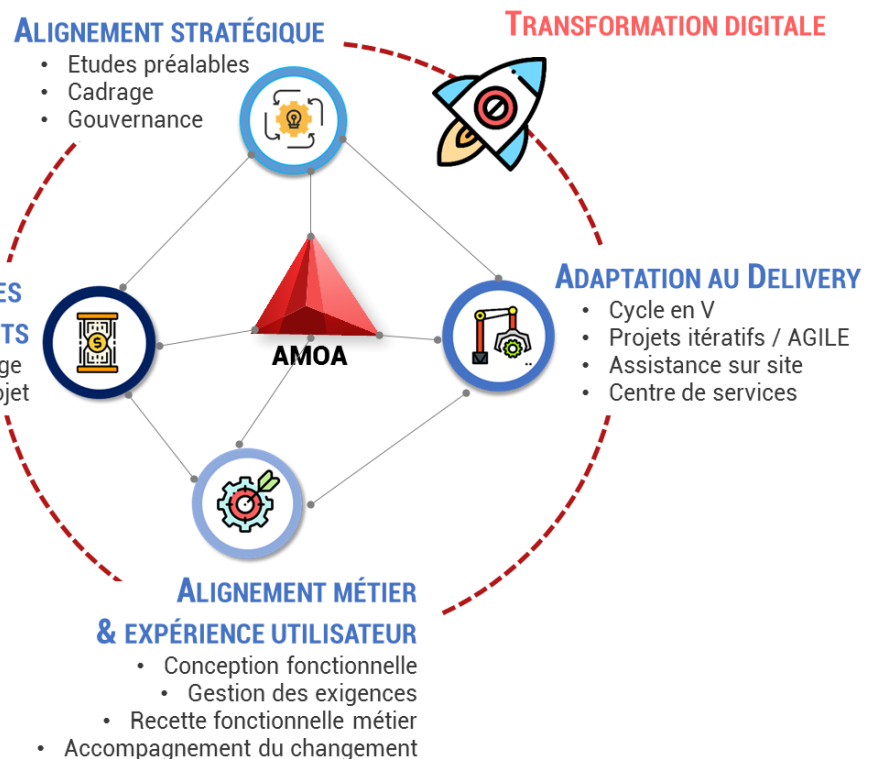 ALIGNEMENT STRATÉGIQUE
• Etudes préalables
• Cadrage
• Gouvernance
TRANSFORMATION DIGITALE
ADAPTATION AU DELIVERY
• Cycle en V
• Projets itératifs / AGILE
• Assistance sur site
• Centre de services
AMOA
ALIGNEMENT MÉTIER
& EXPÉRIENCE UTILISATEUR
• Conception fonctionnelle
• Gestion des exigences
• Recette fonctionnelle métier
• Accompagnement du changement